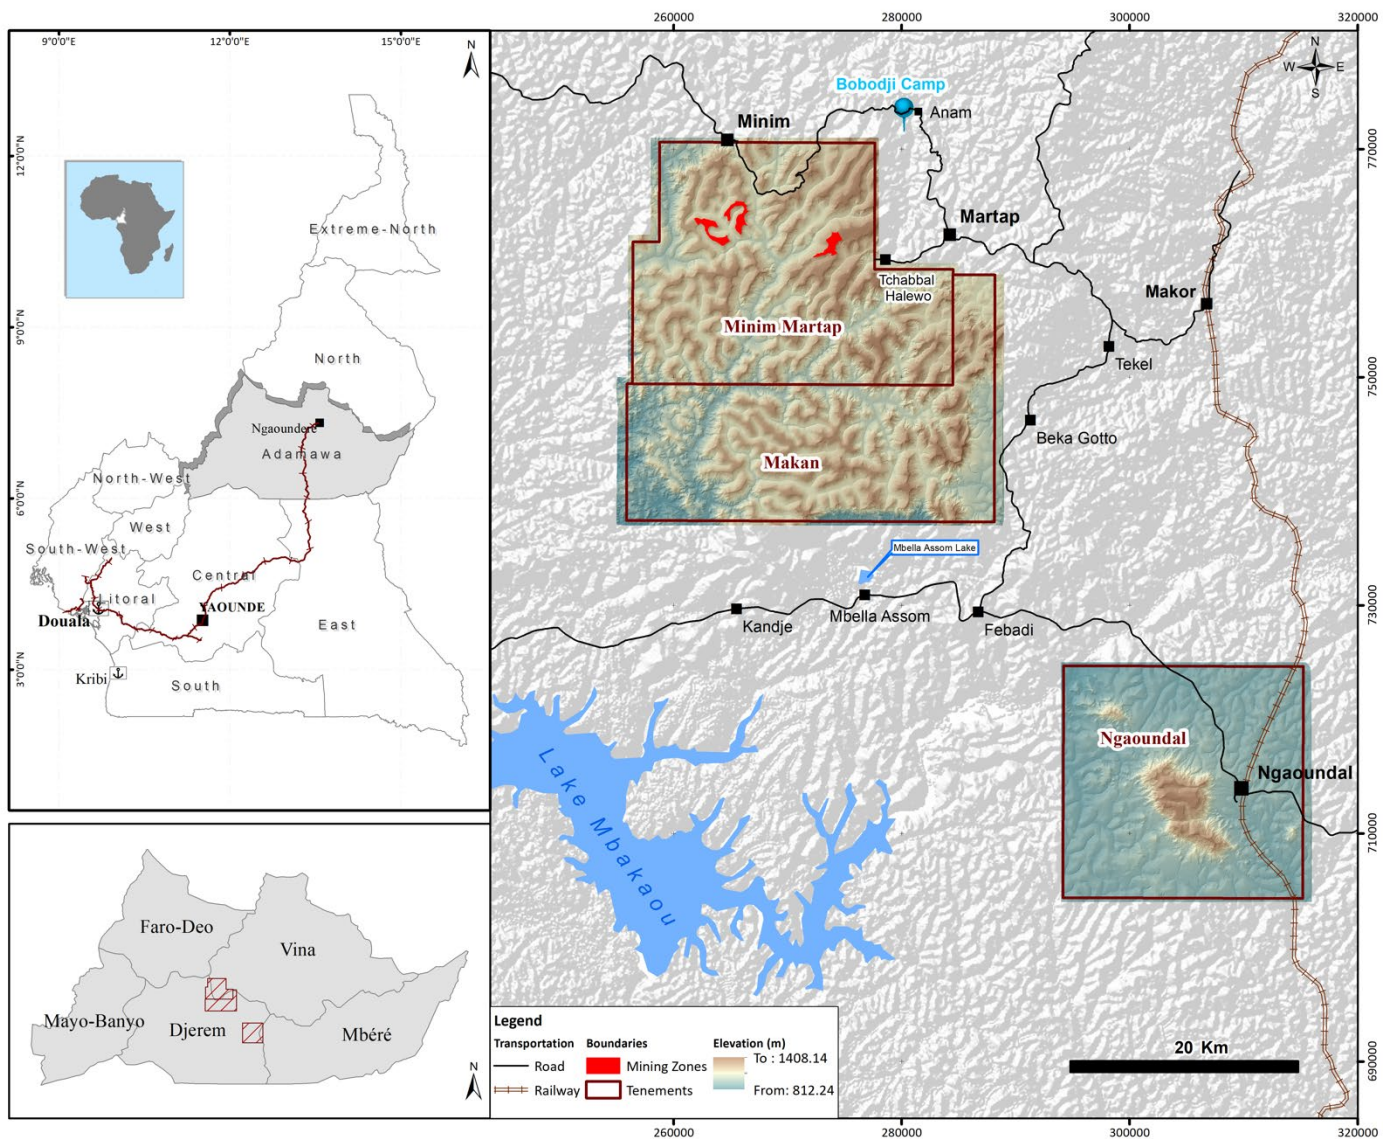 9°0'0"E
12°0'0"E
15°0'0"E
N
12°0'0"N
9°0'0"N
6°0'0"N
3°0'0"N
Extreme-North
North
Ngaoundere
Adamawa
North-West
West
South-West
Central
Litoral
YAOUNDE
Douala
East
Kribi
South
Faro-Deo
Vina
Mayo-Banyo
Djerem
Mbéré
N
260000
280000
300000
320000
N
W
E
S
770000
750000
730000
710000
690000
Bobodji Camp
Anam
Minim
Martap
Tchabbal
Halewo
Makor
Minim Martap
Tekel
Beka Gotto
Makan
Mbella Assom Lake
Kandje
Mbella Assom
Febadi
Ngaoundal
Ngaoundal
Lake Mbakaou
Legend
Transportation
Road
Railway
Boundaries
Mining Zones
Tenements
Elevation (m)
To : 1408.14
From: 812.24
20 Km
260000
280000
300000
320000